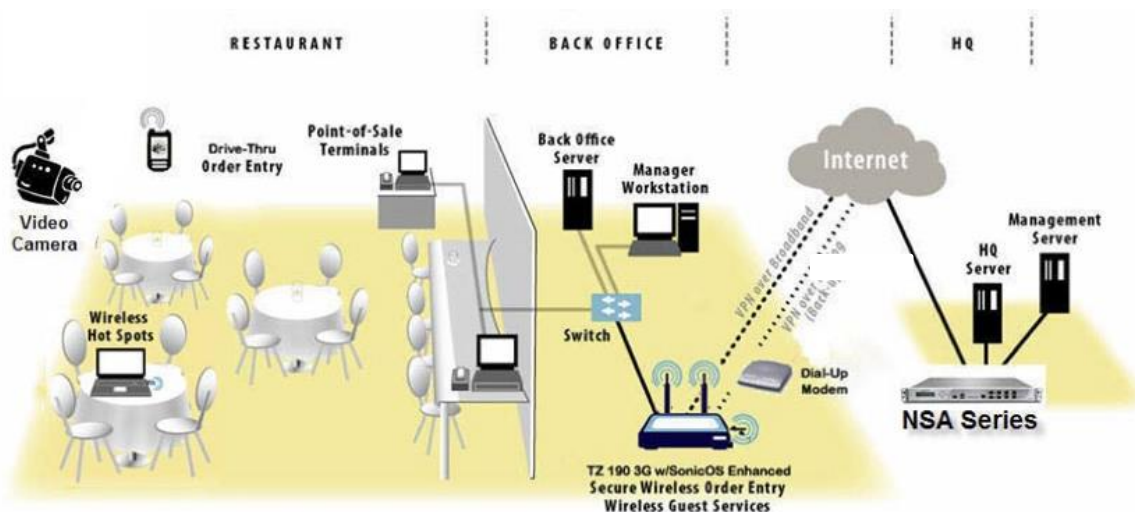 RESTAURANT
BACK OFFICE
HQ
Video
Camera
Drive-Thru
Order Entry
Point-of-Sale
Terminals
Back Office
Server
Manager
Workstation
Internet
Management
Server
HQ
Server
Wireless
Hot Spots
Switch
VPN over Broadband
VPN over
Dial-Up
Modem
NSA Series
TZ 190 3G w/SonicOS Enhanced
Secure Wireless Order Entry
Wireless Guest Services